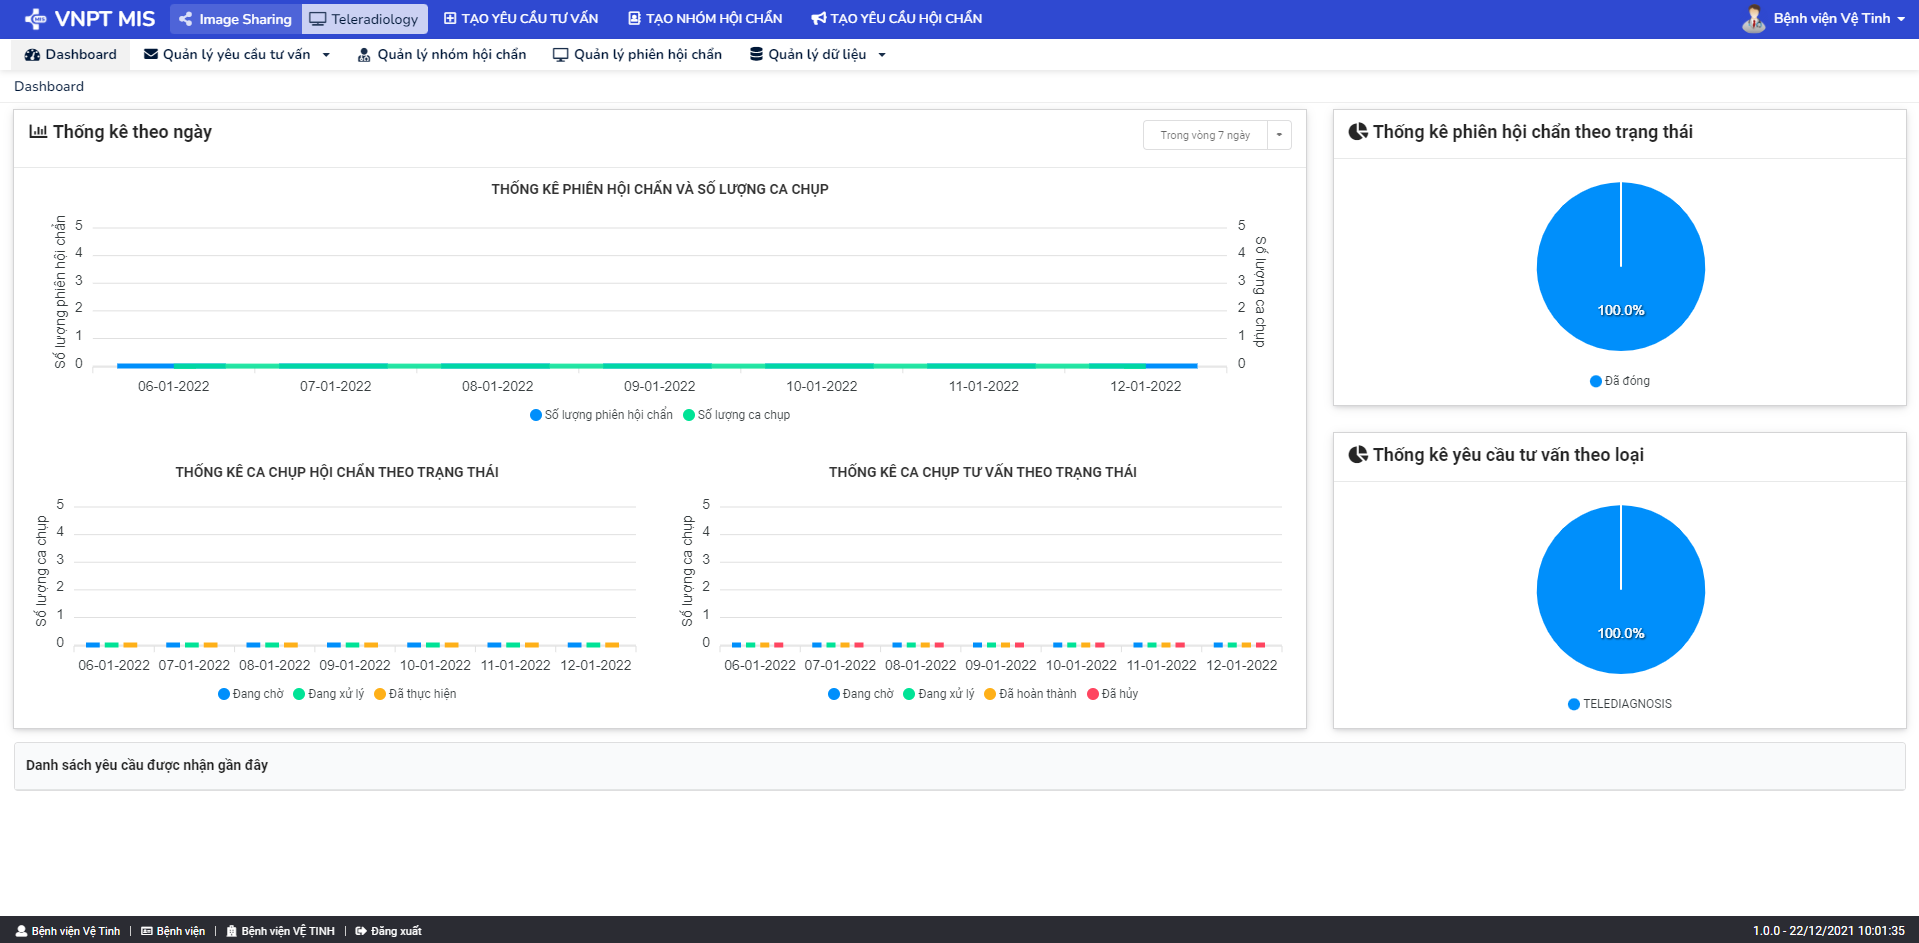 VNPT MIS Image Sharing Teleradiology TẠO YÊU CẦU TƯ VẤN TẠO NHÓM HỘI CHẨN TẠO YÊU CẦU HỘI CHẨN Bệnh viện Vệ Tinh
Dashboard Quản lý yêu cầu tư vấn Quản lý nhóm hội chẩn Quản lý phiên hội chẩn Quản lý dữ liệu
Dashboard
Thống kê theo ngày
Trong vòng 7 ngày
THỐNG KÊ PHIÊN HỘI CHẨN VÀ SỐ LƯỢNG CA CHỤP
Số lượng phiên hội chẩn
5
4
3
2
1
0
5
4
3
2
1
0
Số lượng ca chụp
06-01-2022 07-01-2022 08-01-2022 09-01-2022 10-01-2022 11-01-2022 12-01-2022
Số lượng phiên hội chẩn Số lượng ca chụp
THỐNG KÊ CA CHỤP HỘI CHẨN THEO TRẠNG THÁI
Số lượng ca chụp
5
4
3
2
1
0
06-01-2022 07-01-2022 08-01-2022 09-01-2022 10-01-2022 11-01-2022 12-01-2022
Đang chờ Đang xử lý Đã thực hiện
THỐNG KÊ CA CHỤP TƯ VẤN THEO TRẠNG THÁI
Số lượng ca chụp
5
4
3
2
1
0
06-01-2022 07-01-2022 08-01-2022 09-01-2022 10-01-2022 11-01-2022 12-01-2022
Đang chờ Đang xử lý Đã hoàn thành Đã hủy
Thống kê phiên hội chẩn theo trạng thái
100.0%
Đã đóng
Thống kê yêu cầu tư vấn theo loại
100.0%
TELEDIAGNOSIS
Danh sách yêu cầu được nhận gần đây
Bệnh viện Vệ Tinh | Bệnh viện | Bệnh viện VỆ TINH | Đăng xuất 1.0.0 - 22/12/2021 10:01:35